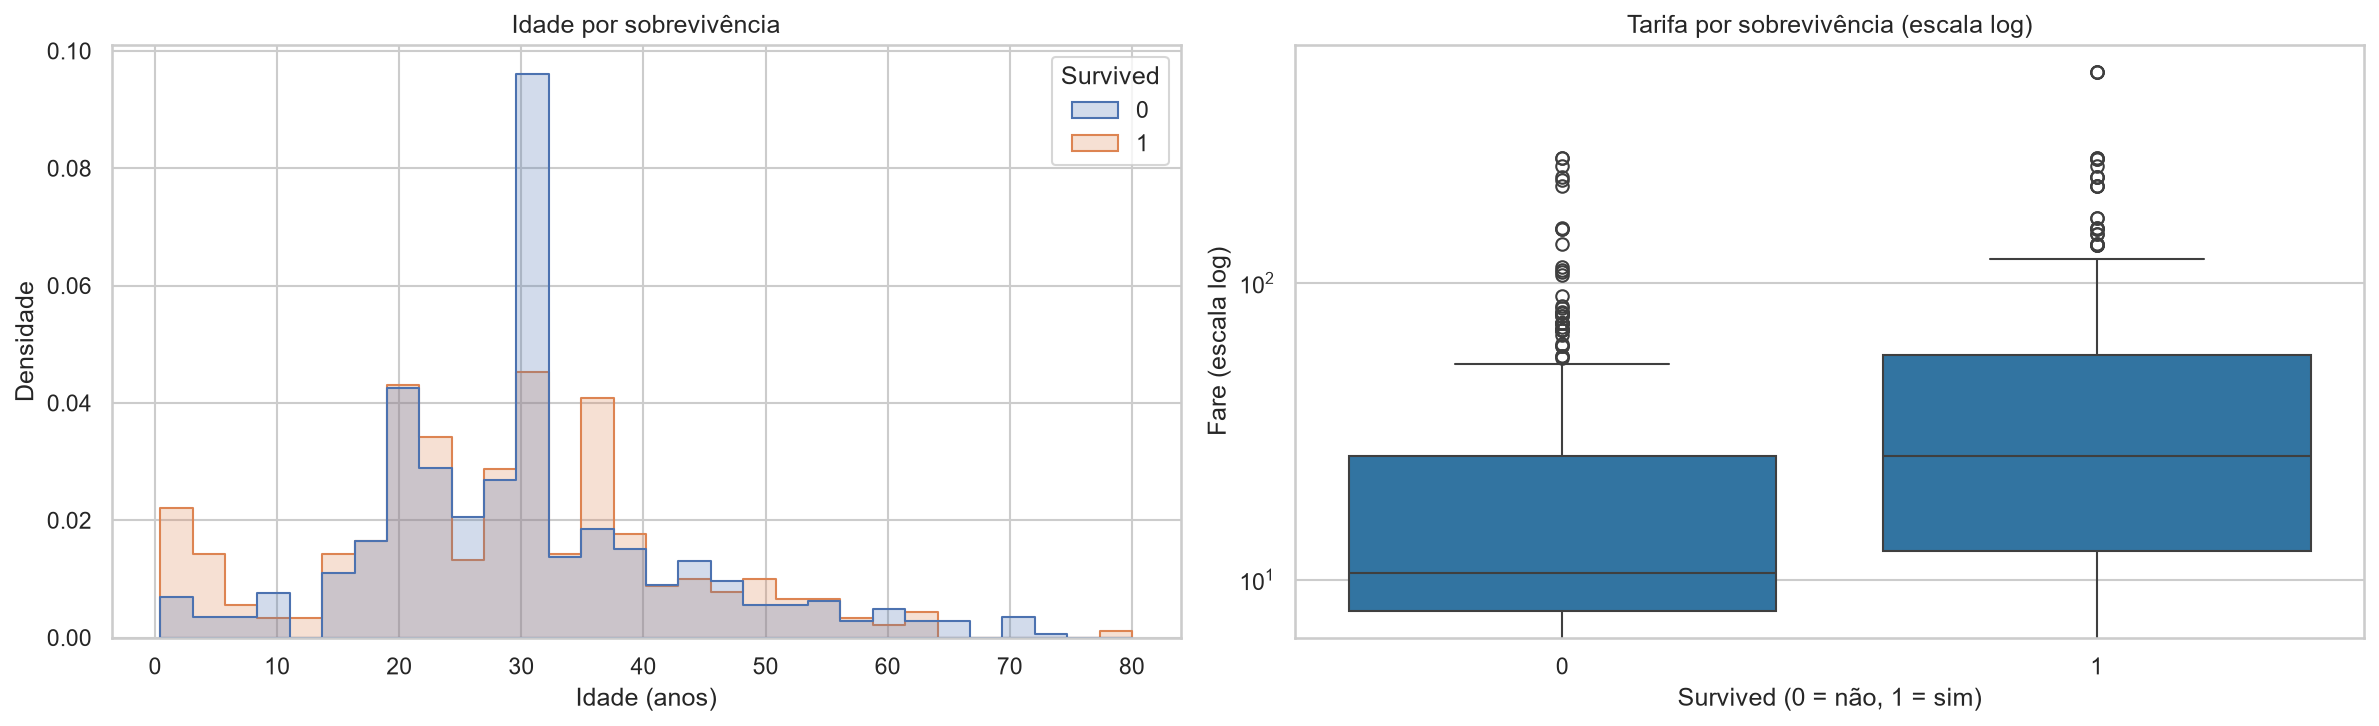 Idade por sobrevivência
0.10
0.08
0.06
0.04
0.02
0.00
Densidade
Survived
0
1
0 10 20 30 40 50 60 70 80
Idade (anos)
Tarifa por sobrevivência (escala log)
10²
10¹
Fare (escala log)
0 1
Survived (0 = não, 1 = sim)